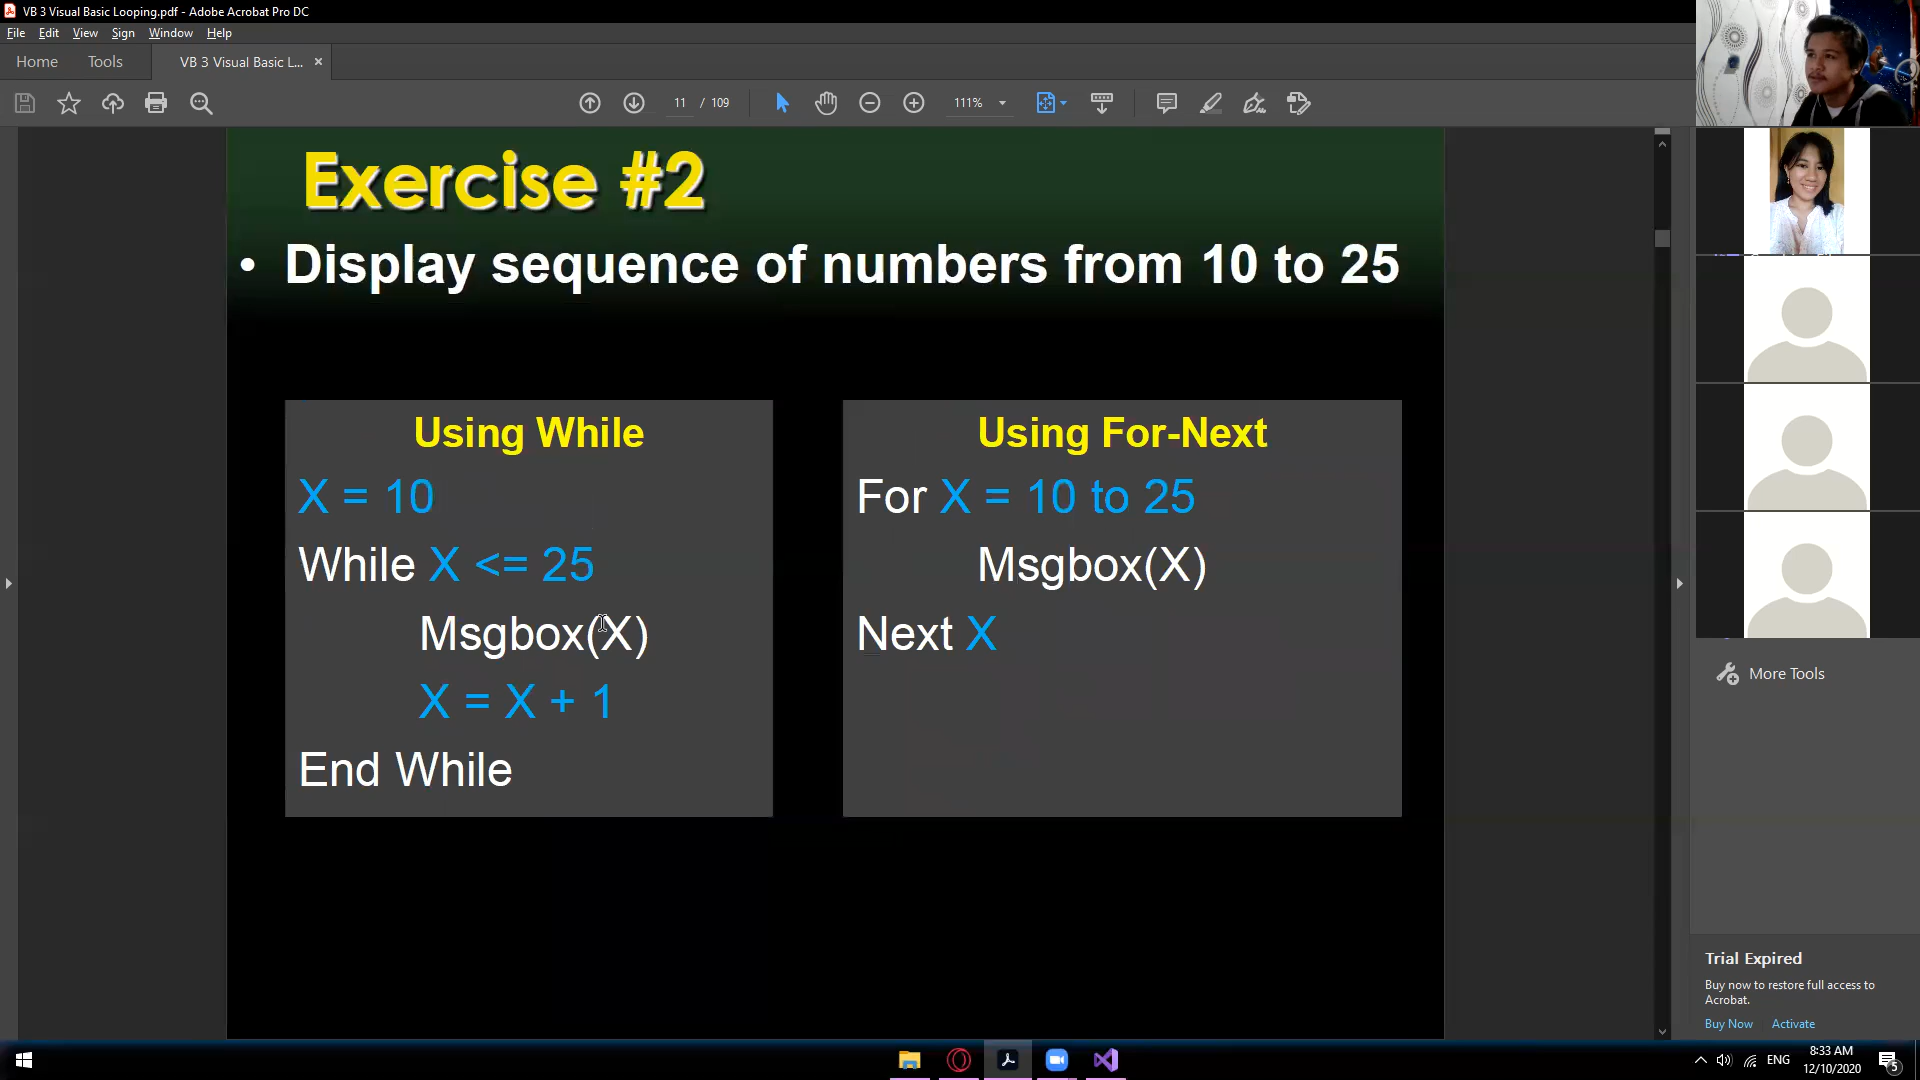 VB 3 Visual Basic Looping.pdf - Adobe Acrobat Pro DC
File Edit View Sign Window Help
Home Tools VB 3 Visual Basic L... ×
11 / 109 111%
Exercise #2
• Display sequence of numbers from 10 to 25
Using While
X = 10
While X <= 25
Msgbox(X)
X = X + 1
End While
Using For-Next
For X = 10 to 25
Msgbox(X)
Next X
More Tools
Trial Expired
Buy now to restore full access to
Acrobat.
Buy Now Activate
ENG
8:33 AM
12/10/2020
5